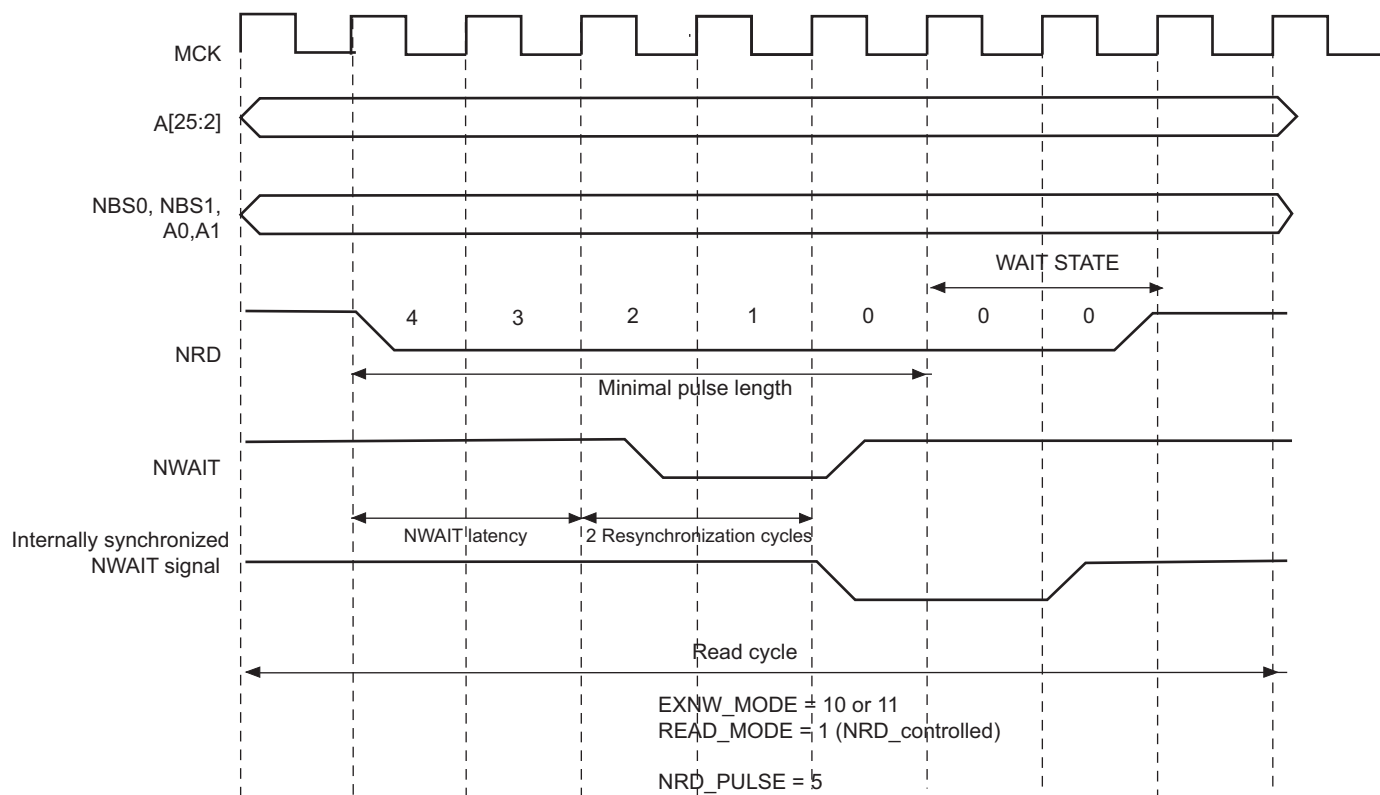 MCK
A[25:2]
NBS0, NBS1,
A0,A1
WAIT STATE
4 3 2 1 0 0 0
NRD
Minimal pulse length
NWAIT
NWAIT latency
2 Resynchronization cycles
Internally synchronized
NWAIT signal
Read cycle
EXNW_MODE = 10 or 11
READ_MODE = 1 (NRD_controlled)
NRD_PULSE = 5